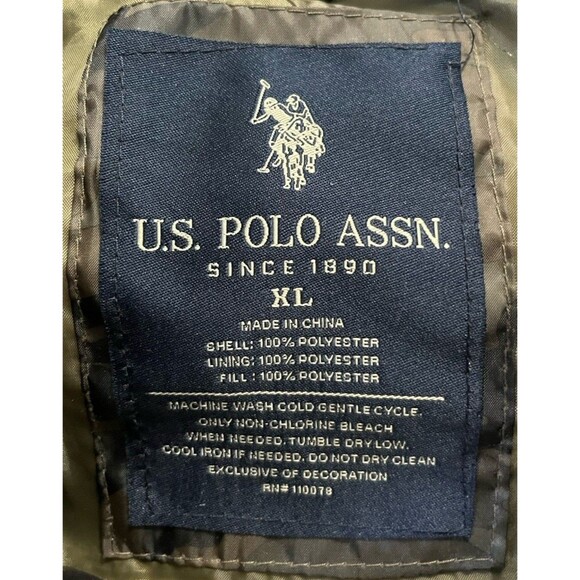 U.S. POLO ASSN.
SINCE 1890
XL
MADE IN CHINA
SHELL: 100% POLYESTER
LINING: 100% POLYESTER
FILL : 100% POLYESTER
MACHINE WASH COLD GENTLE CYCLE.
ONLY NON-CHLORINE BLEACH
WHEN NEEDED. TUMBLE DRY LOW.
COOL IRON IF NEEDED. DO NOT DRY CLEAN
EXCLUSIVE OF DECORATION
RN# 110078